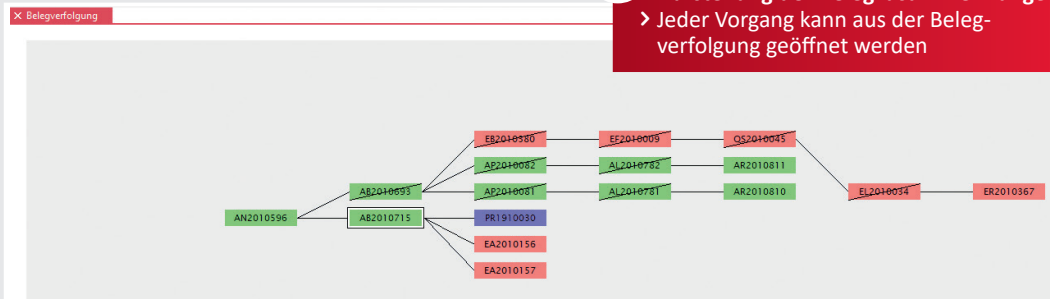 Belegverfolgung
Jeder Vorgang kann aus der Beleg-
verfolgung geöffnet werden
EB2010380 EF2010009 QS2010045
AP2010082 AL2010782 AR2010811
AB2010693 AP2010081 AL2010781 AR2010810 EL2010034 ER2010367
AN2010596 AB2010715 PR1910030
EA2010156
EA2010157